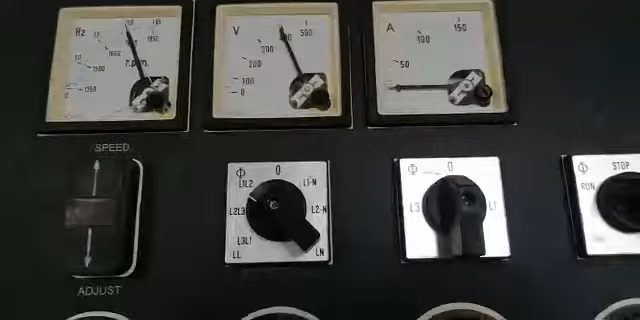 Hz
r.p.m.
1500
1350
V
500
300
200
100
0
A
150
100
50
SPEED
ADJUST
0
L1L2
L1-N
L2L3
L2-N
L3L1
LL
LN
0
L3
L1
STOP
RUN